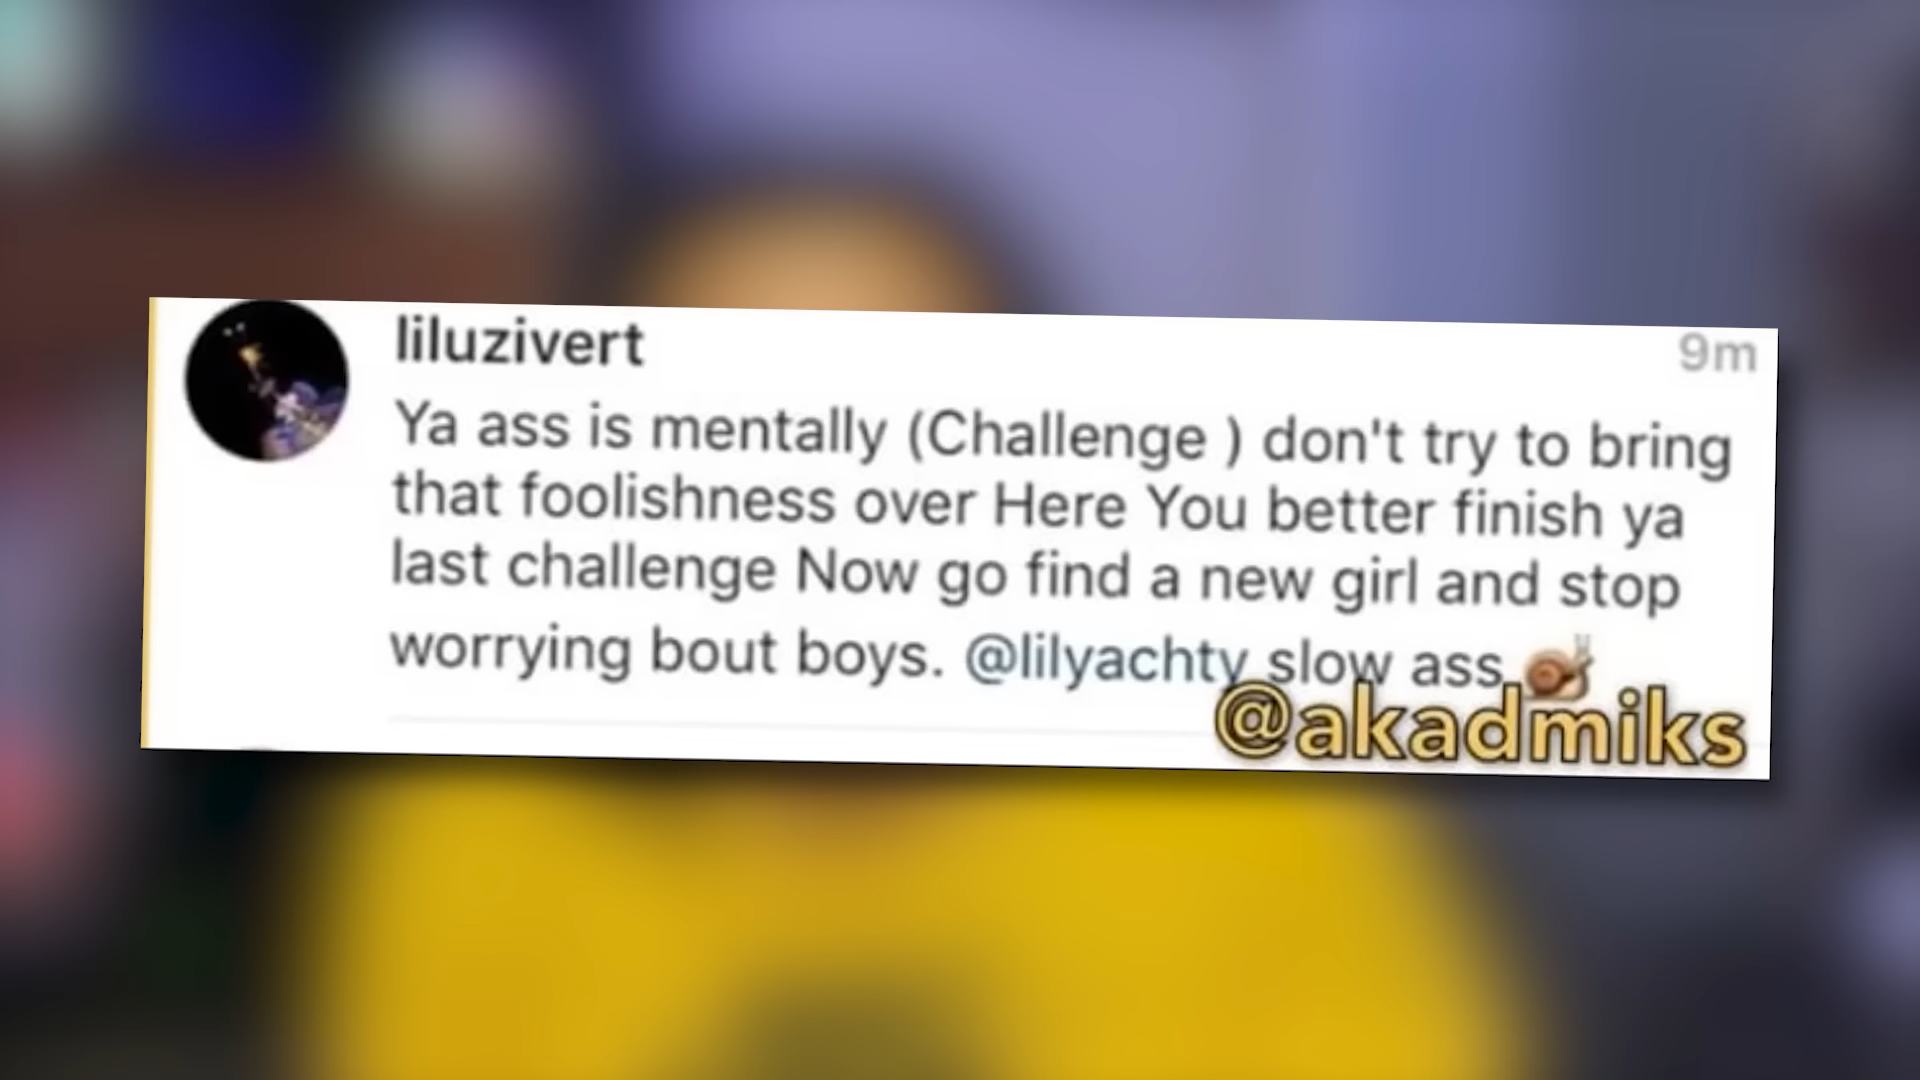 liluzivert
9m
Ya ass is mentally (Challenge ) don't try to bring
that foolishness over Here You better finish ya
last challenge Now go find a new girl and stop
worrying bout boys. @lilyachty slow ass 🐌
@akadmiks